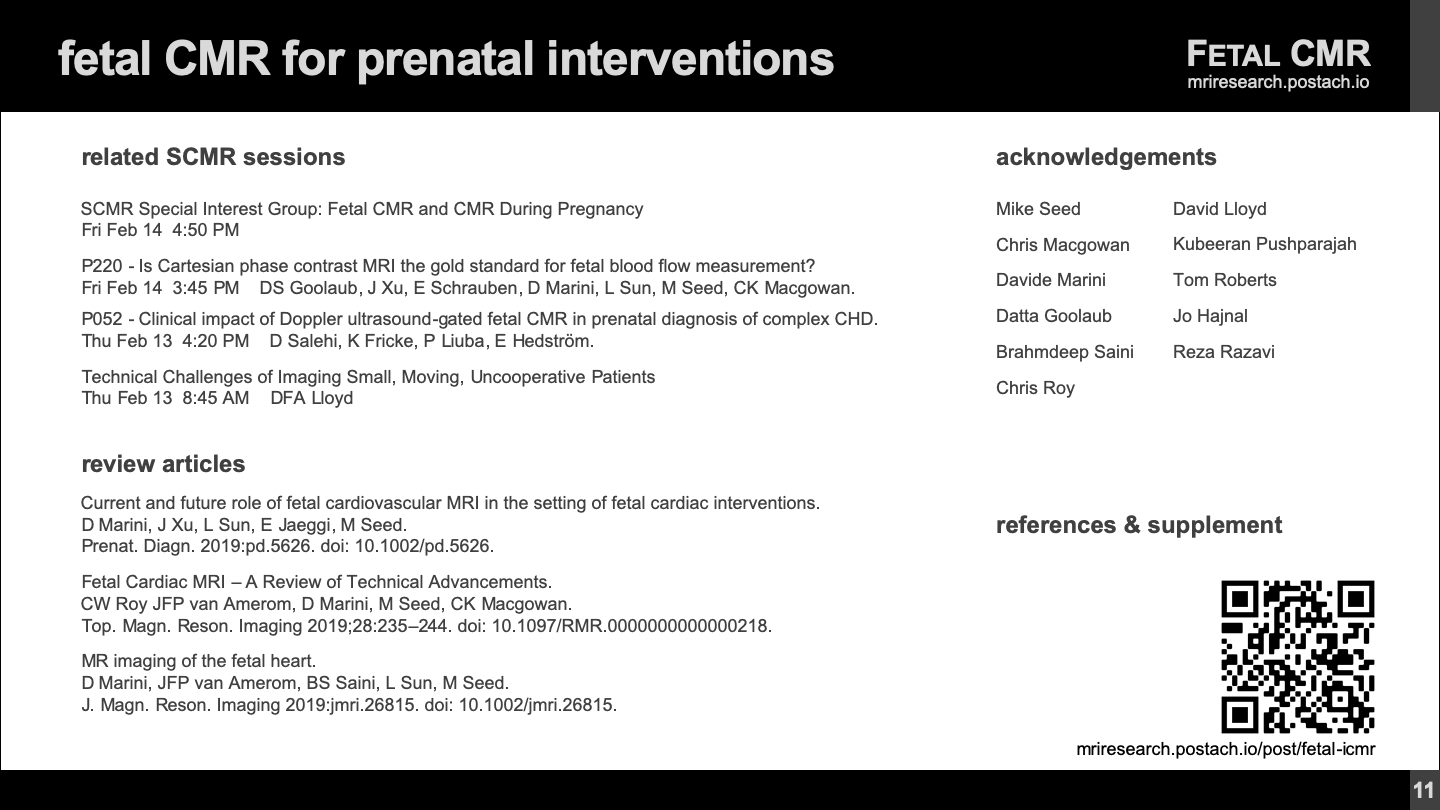 fetal CMR for prenatal interventions
FETAL CMR
mriresearch.postach.io
related SCMR sessions
SCMR Special Interest Group: Fetal CMR and CMR During Pregnancy
Fri Feb 14 4:50 PM
P220 - Is Cartesian phase contrast MRI the gold standard for fetal blood flow measurement?
Fri Feb 14 3:45 PM DS Goolaub, J Xu, E Schrauben, D Marini, L Sun, M Seed, CK Macgowan.
P052 - Clinical impact of Doppler ultrasound-gated fetal CMR in prenatal diagnosis of complex CHD.
Thu Feb 13 4:20 PM D Salehi, K Fricke, P Liuba, E Hedström.
Technical Challenges of Imaging Small, Moving, Uncooperative Patients
Thu Feb 13 8:45 AM DFA Lloyd
review articles
Current and future role of fetal cardiovascular MRI in the setting of fetal cardiac interventions.
D Marini, J Xu, L Sun, E Jaeggi, M Seed.
Prenat. Diagn. 2019:pd.5626. doi: 10.1002/pd.5626.
Fetal Cardiac MRI – A Review of Technical Advancements.
CW Roy JFP van Amerom, D Marini, M Seed, CK Macgowan.
Top. Magn. Reson. Imaging 2019;28:235–244. doi: 10.1097/RMR.0000000000000218.
MR imaging of the fetal heart.
D Marini, JFP van Amerom, BS Saini, L Sun, M Seed.
J. Magn. Reson. Imaging 2019:jmri.26815. doi: 10.1002/jmri.26815.
acknowledgements
Mike Seed
Chris Macgowan
Davide Marini
Datta Goolaub
Brahmdeep Saini
Chris Roy
David Lloyd
Kubeeran Pushparajah
Tom Roberts
Jo Hajnal
Reza Razavi
references & supplement
mriresearch.postach.io/post/fetal-icmr
11